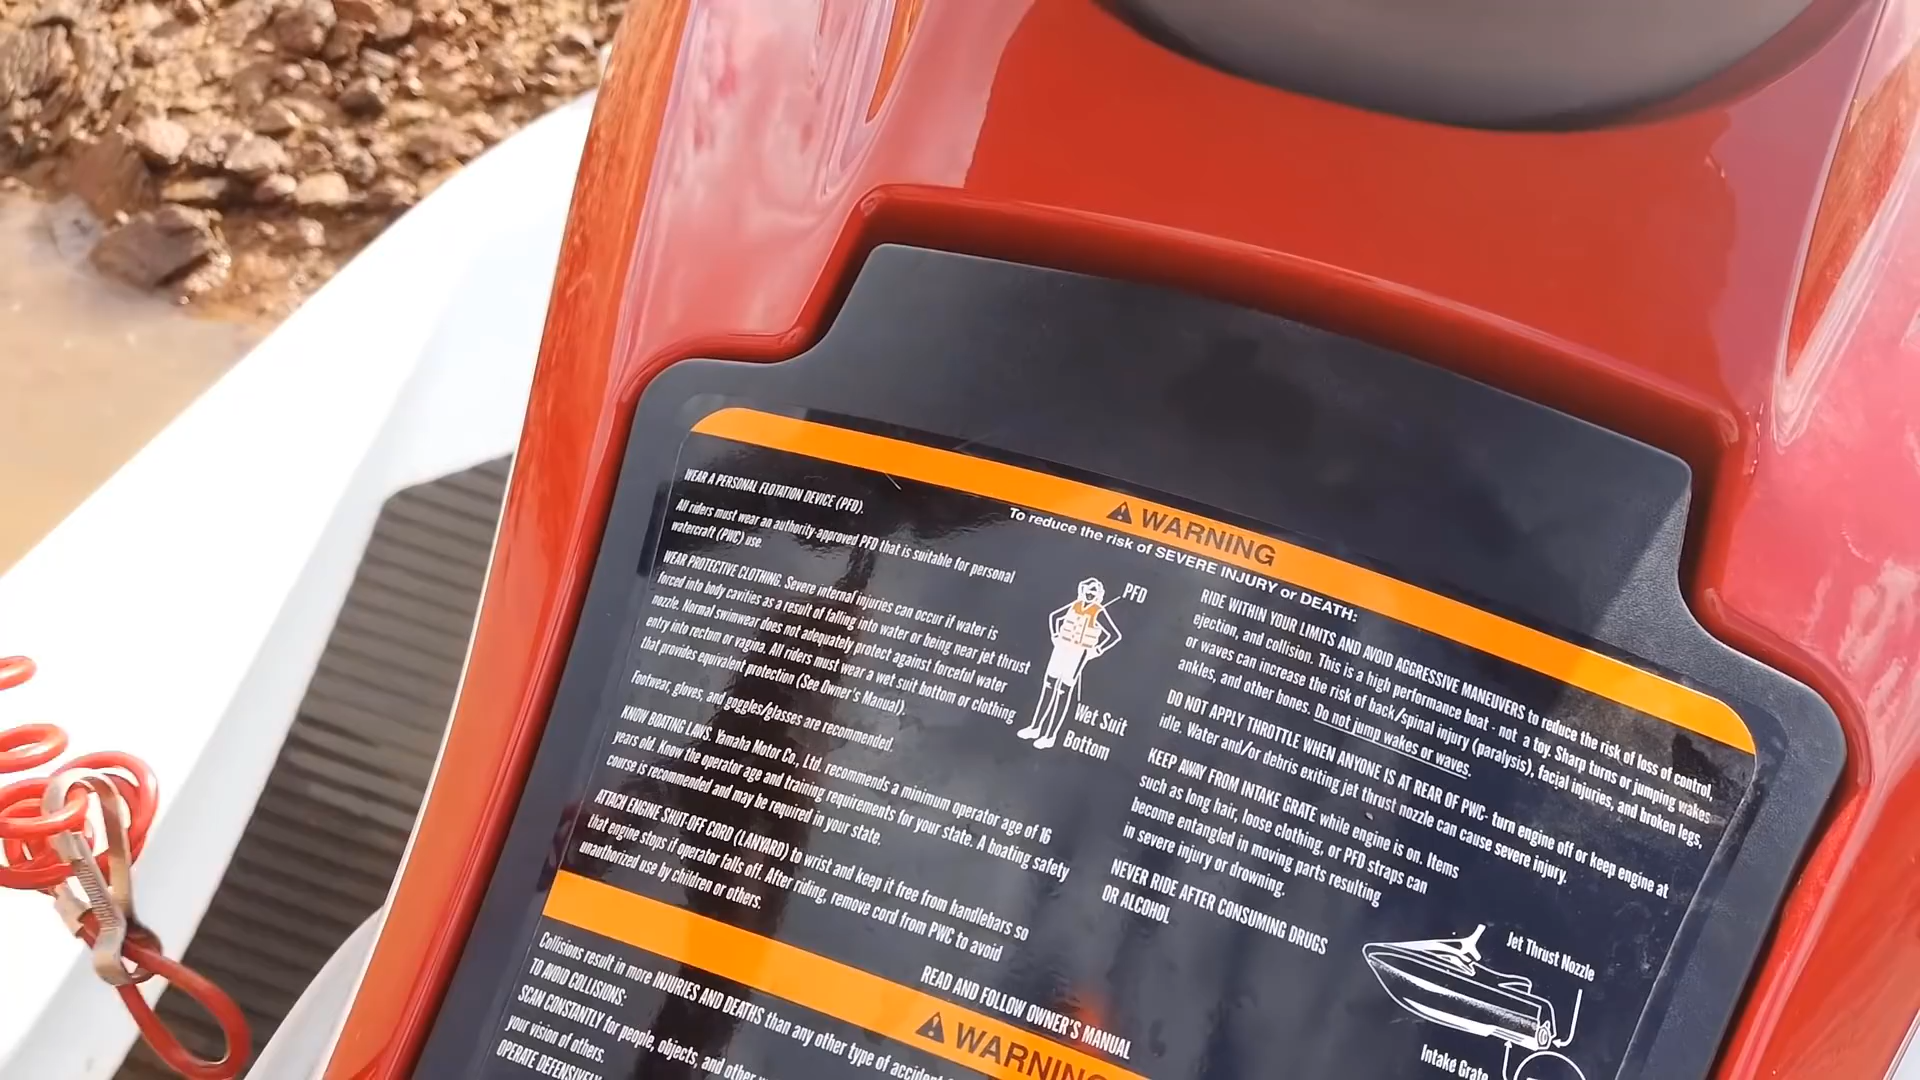 ⚠ WARNING
To reduce the risk of SEVERE INJURY or DEATH:
WEAR A PERSONAL FLOTATION DEVICE (PFD).
All riders must wear an authority-approved PFD that is suitable for personal
watercraft (PWC) use.
WEAR PROTECTIVE CLOTHING. Severe internal injuries can occur if water is
forced into body cavities as a result of falling into water or being near jet thrust
nozzle. Normal swimwear does not adequately protect against forceful water
entry into rectum or vagina. All riders must wear a wet suit bottom or clothing
that provides equivalent protection (See Owner's Manual).
Footwear, gloves, and goggles/glasses are recommended.
KNOW BOATING LAWS. Yamaha Motor Co., Ltd. recommends a minimum operator age of 16
years old. Know the operator age and training requirements for your state. A boating safety
course is recommended and may be required in your state.
ATTACH ENGINE SHUT-OFF CORD (LANYARD) to wrist and keep it free from handlebars so
that engine stops if operator falls off. After riding, remove cord from PWC to avoid
unauthorized use by children or others.
PFD
Wet Suit
Bottom
RIDE WITHIN YOUR LIMITS AND AVOID AGGRESSIVE MANEUVERS to reduce the risk of loss of control,
ejection, and collision. This is a high performance boat - not a toy. Sharp turns or jumping wakes
or waves can increase the risk of back/spinal injury (paralysis), facial injuries, and broken legs,
ankles, and other bones. Do not jump wakes or waves.
DO NOT APPLY THROTTLE WHEN ANYONE IS AT REAR OF PWC- turn engine off or keep engine at
idle. Water and/or debris exiting jet thrust nozzle can cause severe injury.
KEEP AWAY FROM INTAKE GRATE while engine is on. Items
such as long hair, loose clothing, or PFD straps can
become entangled in moving parts resulting
in severe injury or drowning.
NEVER RIDE AFTER CONSUMING DRUGS
OR ALCOHOL
Jet Thrust Nozzle
Intake Grate
READ AND FOLLOW OWNER'S MANUAL
⚠ WARNING
Collisions result in more INJURIES AND DEATHS than any other type of accident
TO AVOID COLLISIONS:
SCAN CONSTANTLY for people, objects, and other
your vision of others.
OPERATE DEFENSIVELY